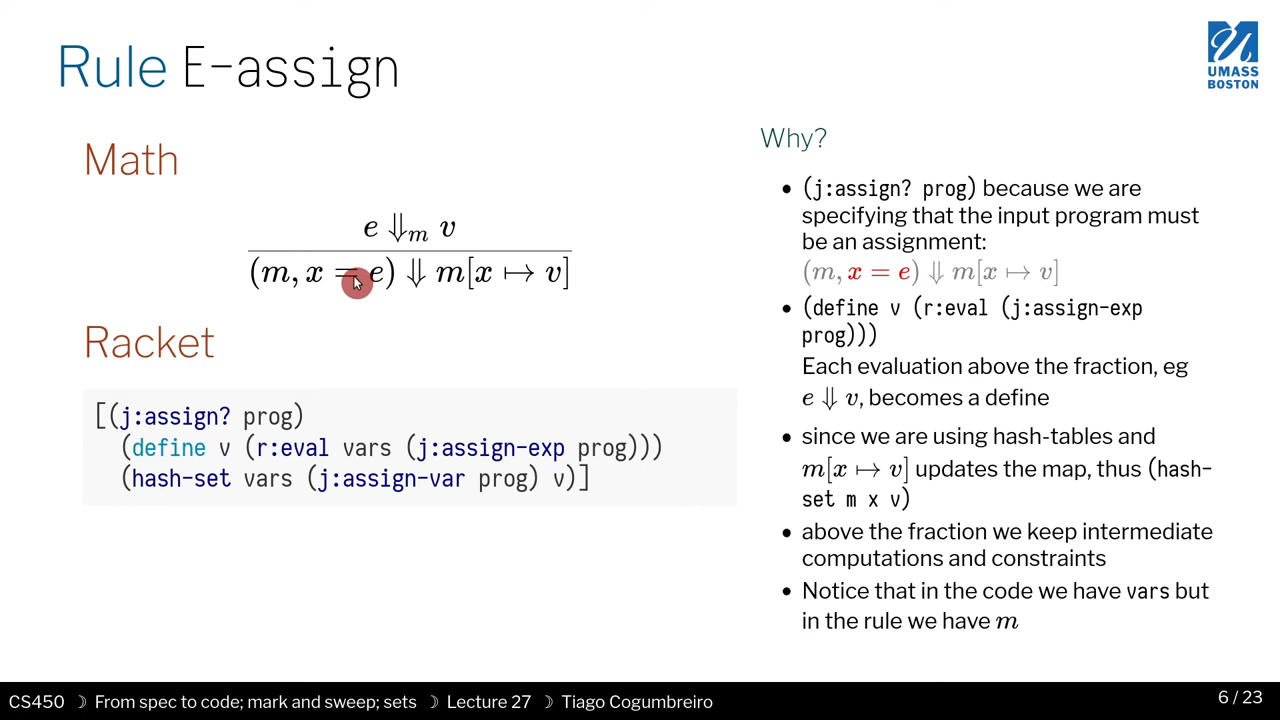 Rule E-assign
UMASS
BOSTON
Math
e ⇓m v
(m, x = e) ⇓ m[x ↦ v]
Racket
[(j:assign? prog)
(define v (r:eval vars (j:assign-exp prog)))
(hash-set vars (j:assign-var prog) v)]
Why?
• (j:assign? prog) because we are
specifying that the input program must
be an assignment:
(m, x = e) ⇓ m[x ↦ v]
• (define v (r:eval (j:assign-exp
prog)))
Each evaluation above the fraction, eg
e ⇓ v, becomes a define
• since we are using hash-tables and
m[x ↦ v] updates the map, thus (hash-
set m x v)
• above the fraction we keep intermediate
computations and constraints
• Notice that in the code we have vars but
in the rule we have m
CS450 ☽ From spec to code; mark and sweep; sets ☽ Lecture 27 ☽ Tiago Cogumbreiro
6 / 23